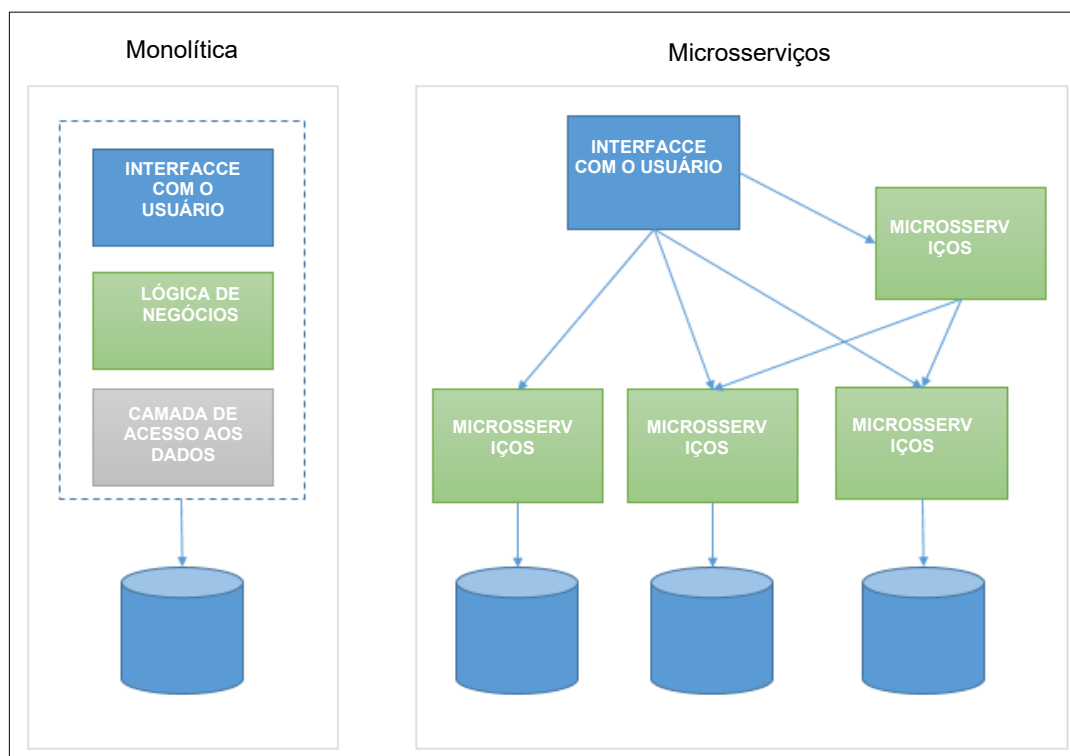 Monolítica
Microsserviços
INTERFACCE
COM O
USUÁRIO
LÓGICA DE
NEGÓCIOS
CAMADA DE
ACESSO AOS
DADOS
INTERFACCE
COM O USUÁRIO
MICROSSERV
IÇOS
MICROSSERV
IÇOS
MICROSSERV
IÇOS
MICROSSERV
IÇOS